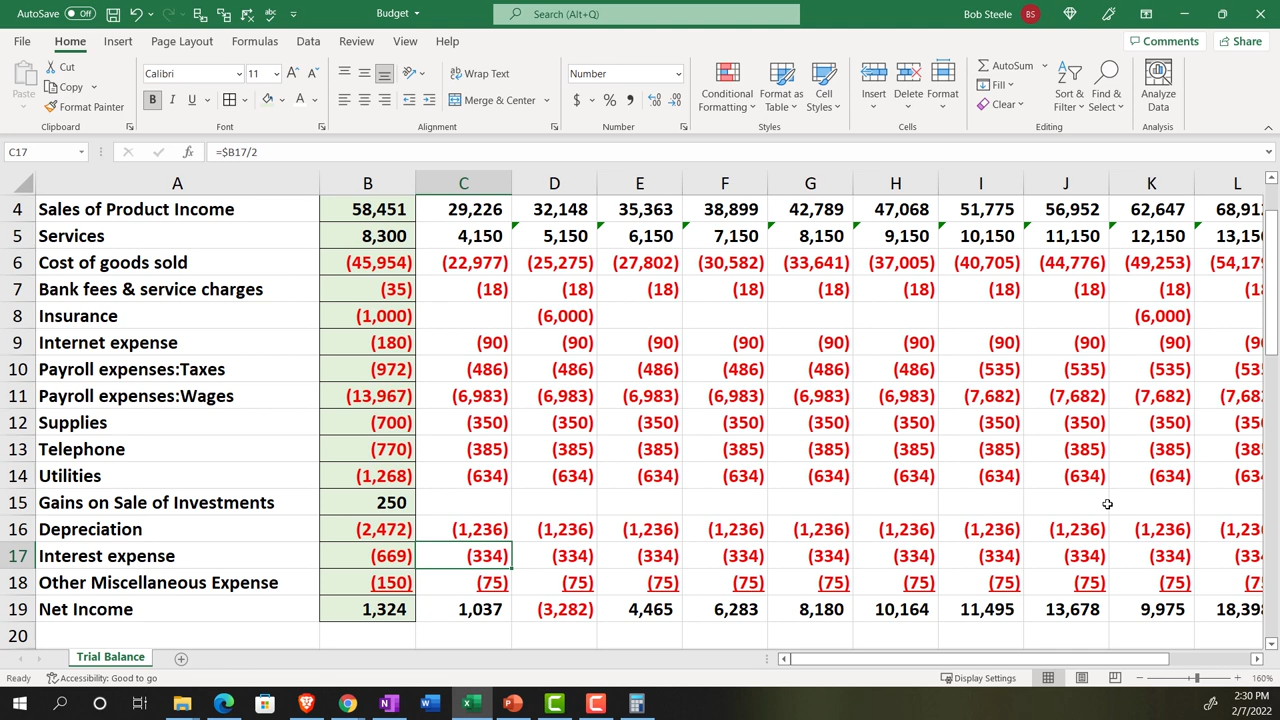 AutoSave Off Budget Search (Alt+Q) Bob Steele BS
File Home Insert Page Layout Formulas Data Review View Help Comments Share
Paste Cut Copy Format Painter
Calibri 11 A A
B I U A
Wrap Text
Merge & Center
Number
$ % ,
Conditional Formatting Format as Table Cell Styles
Insert Delete Format
AutoSum Fill Clear
Sort & Filter Find & Select
Analyze Data
Clipboard Font Alignment Number Styles Cells Editing Analysis
C17 fx =$B17/2
A B C D E F G H I J K L
4 Sales of Product Income 58,451 29,226 32,148 35,363 38,899 42,789 47,068 51,775 56,952 62,647
5 Services 8,300 4,150 5,150 6,150 7,150 8,150 9,150 10,150 11,150 12,150
6 Cost of goods sold (45,954) (22,977) (25,275) (27,802) (30,582) (33,641) (37,005) (40,705) (44,776) (49,253)
7 Bank fees & service charges (35) (18) (18) (18) (18) (18) (18) (18) (18) (18)
8 Insurance (1,000) (6,000) (6,000)
9 Internet expense (180) (90) (90) (90) (90) (90) (90) (90) (90) (90)
10 Payroll expenses:Taxes (972) (486) (486) (486) (486) (486) (486) (535) (535) (535)
11 Payroll expenses:Wages (13,967) (6,983) (6,983) (6,983) (6,983) (6,983) (6,983) (7,682) (7,682) (7,682)
12 Supplies (700) (350) (350) (350) (350) (350) (350) (350) (350) (350)
13 Telephone (770) (385) (385) (385) (385) (385) (385) (385) (385) (385)
14 Utilities (1,268) (634) (634) (634) (634) (634) (634) (634) (634) (634)
15 Gains on Sale of Investments 250
16 Depreciation (2,472) (1,236) (1,236) (1,236) (1,236) (1,236) (1,236) (1,236) (1,236) (1,236)
17 Interest expense (669) (334) (334) (334) (334) (334) (334) (334) (334) (334)
18 Other Miscellaneous Expense (150) (75) (75) (75) (75) (75) (75) (75) (75) (75)
19 Net Income 1,324 1,037 (3,282) 4,465 6,283 8,180 10,164 11,495 13,678 9,975
20
Trial Balance
Ready Accessibility: Good to go Display Settings 160%
2:30 PM
2/7/2022